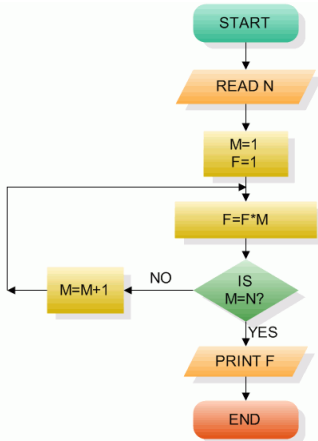 START
READ N
M=1
F=1
F=F*M
NO
M=M+1
IS
M=N?
YES
PRINT F
END